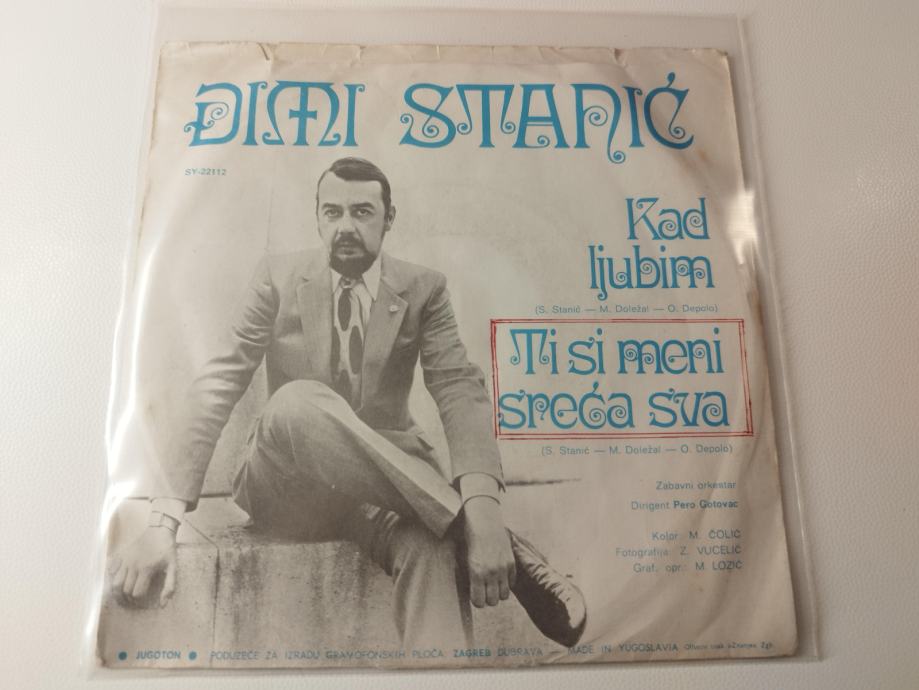 ĐIMI STANIĆ
SY-22112
Kad
ljubim
(S. Stanić — M. Doležal — O. Depolo)
Ti si meni
sreća sva
(S. Stanić — M. Doležal — O. Depolo)
Zabavni orkestar
Dirigent Pero Gotovac
Kolor: M. ČOLIĆ
Fotografija: Z. VUCELIĆ
Graf. opr.: M. LOZIĆ
● JUGOTON ● PODUZEĆE ZA IZRADU GRAMOFONSKIH PLOČA, ZAGREB DUBRAVA — MADE IN YUGOSLAVIA